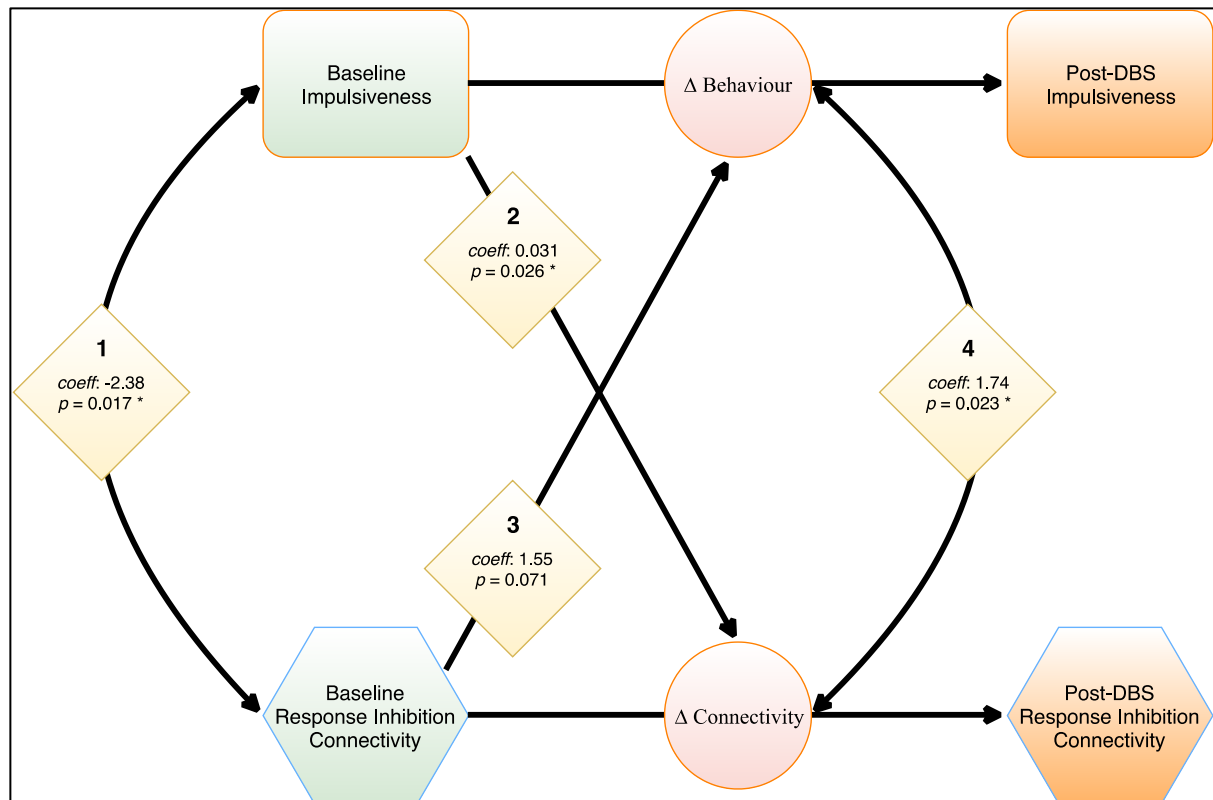 Baseline
Impulsiveness
Δ Behaviour
Post-DBS
Impulsiveness
2
coeff: 0.031
p = 0.026 *
1
coeff: -2.38
p = 0.017 *
4
coeff: 1.74
p = 0.023 *
3
coeff: 1.55
p = 0.071
Baseline
Response Inhibition
Connectivity
Δ Connectivity
Post-DBS
Response Inhibition
Connectivity